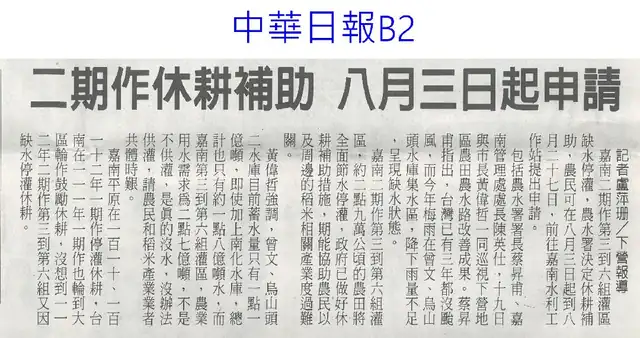 中華日報B2
二期作休耕補助 八月三日起申請
記者盧萍珊/下營報導
嘉南二期作第三到六組灌區
缺水停灌，農水署決定休耕補
助，農民可在八月三日起到八
月二十七日，前往嘉南水利工
作站提出申請。
包括農水署署長蔡昇甫、嘉
南管理處處長陳英仕，十九日
與市長黃偉哲一同巡視下營地
區農田農水路改善成果。蔡昇
甫指出，台灣已有三年都沒颱
風，而今年梅雨在曾文、烏山
頭水庫集水區，降下雨量不足
，呈現缺水狀態。
嘉南二期作第三到第六組灌
區，約二點九萬公頃的農田將
全面節水停灌，政府已做好休
耕補助措施，期能協助農民以
及周邊的稻米相關產業度過難
關。
黃偉哲強調，曾文、烏山頭
二水庫目前蓄水量只有一點一
億噸，即使加上南化水庫，總
計也只有約一點八億噸水，而
嘉南第三到第六組灌區，農業
用水需求為二點七億噸，不是
不供灌，是真的沒水，沒辦法
供灌，請農民和稻米產業業者
共體時艱。
嘉南平原在一百一十、一百
一十二年一期作停灌休耕，台
南在一一一年一期作也輪到大
區輪作鼓勵休耕，沒想到一一
二年二期作第三到第六組又因
缺水停灌休耕。